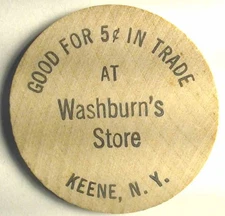 GOOD FOR 5¢ IN TRADE
AT
Washburn's
Store
KEENE, N. Y.